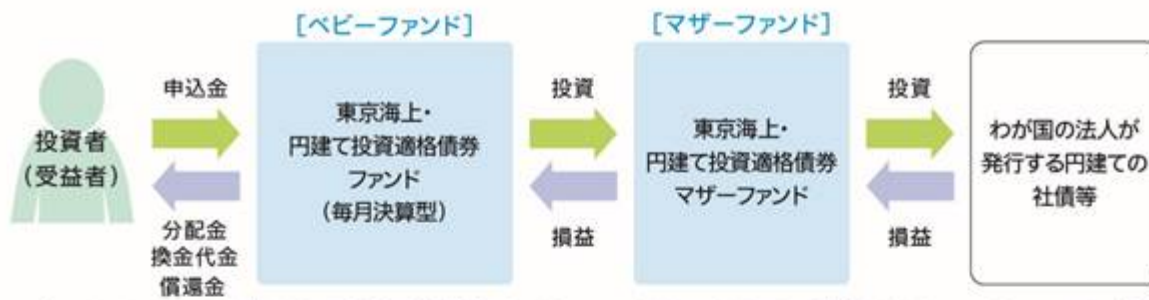 [ベビーファンド]
[マザーファンド]
投資者
(受益者)
申込金
分配金
換金代金
償還金
東京海上・
円建て投資適格債券
ファンド
(毎月決算型)
投資
損益
東京海上・
円建て投資適格債券
マザーファンド
投資
損益
わが国の法人が
発行する円建ての
社債等